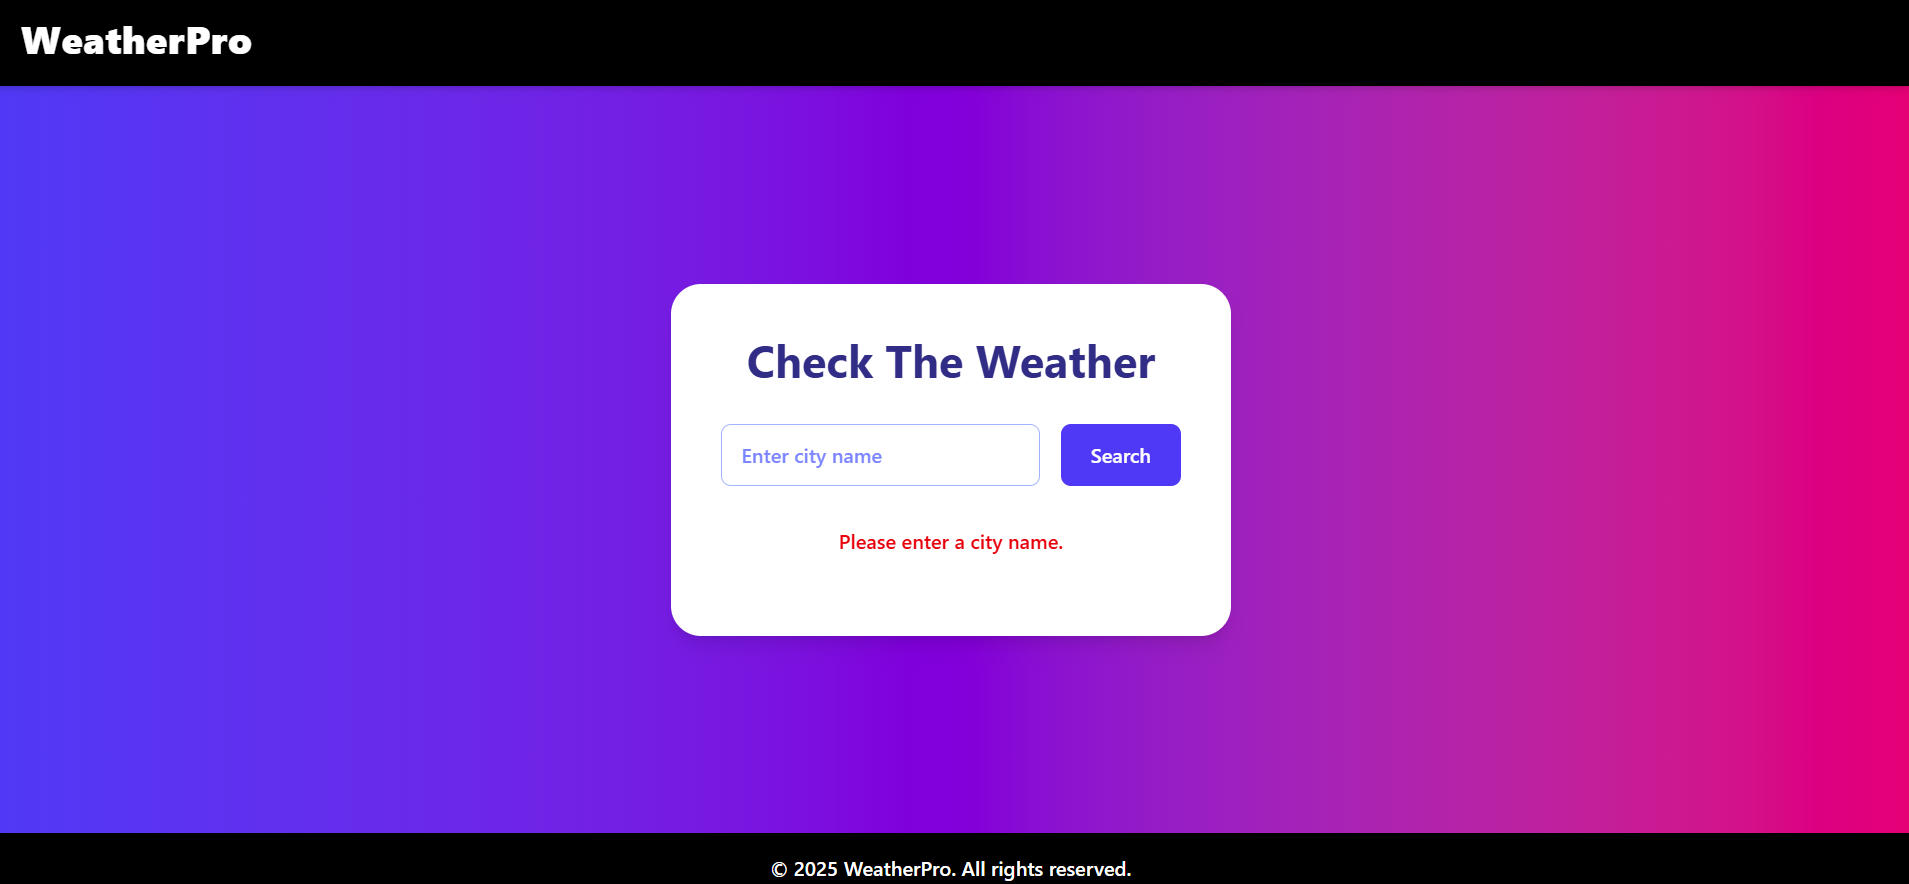 WeatherPro
Check The Weather
Enter city name
Search
Please enter a city name.
© 2025 WeatherPro. All rights reserved.